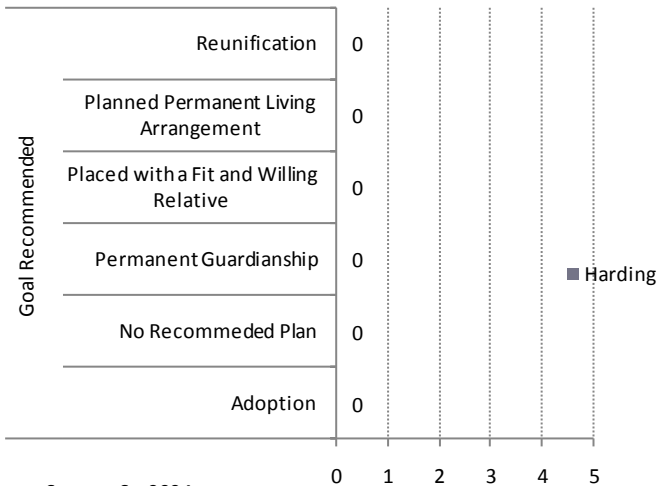 Reunification 0
Planned Permanent Living
Arrangement 0
Placed with a Fit and Willing
Relative 0
Goal Recommended
Permanent Guardianship 0
Harding
No Recommeded Plan 0
Adoption 0
0 1 2 3 4 5